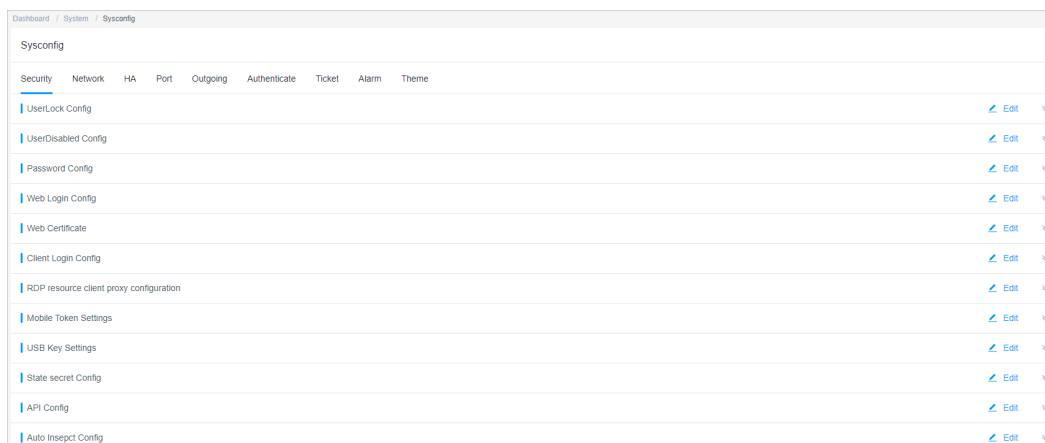 Dashboard / System / Sysconfig
Sysconfig
Security Network HA Port Outgoing Authenticate Ticket Alarm Theme
UserLock Config Edit
UserDisabled Config Edit
Password Config Edit
Web Login Config Edit
Web Certificate Edit
Client Login Config Edit
RDP resource client proxy configuration Edit
Mobile Token Settings Edit
USB Key Settings Edit
State secret Config Edit
API Config Edit
Auto Insepct Config Edit